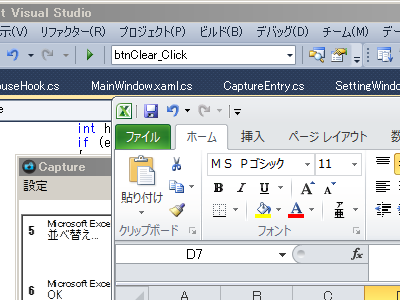 t Visual Studio
示(V) リファクター(R) プロジェクト(P) ビルド(B) デバッグ(D) チーム(M) デー
btnClear_Click
ouseHook.cs MainWindow.xaml.cs CaptureEntry.cs SettingWindo
e
int h
if (e
Capture
設定
5 Microsoft Exce
並べ替え...
6 Microsoft Exce
OK
ファイル ホーム 挿入 ページ レイアウト 数
貼り付け
クリップボード
ＭＳ Ｐゴシック 11
B I U A A
A ア 亜
フォント
D7 fx
A B C